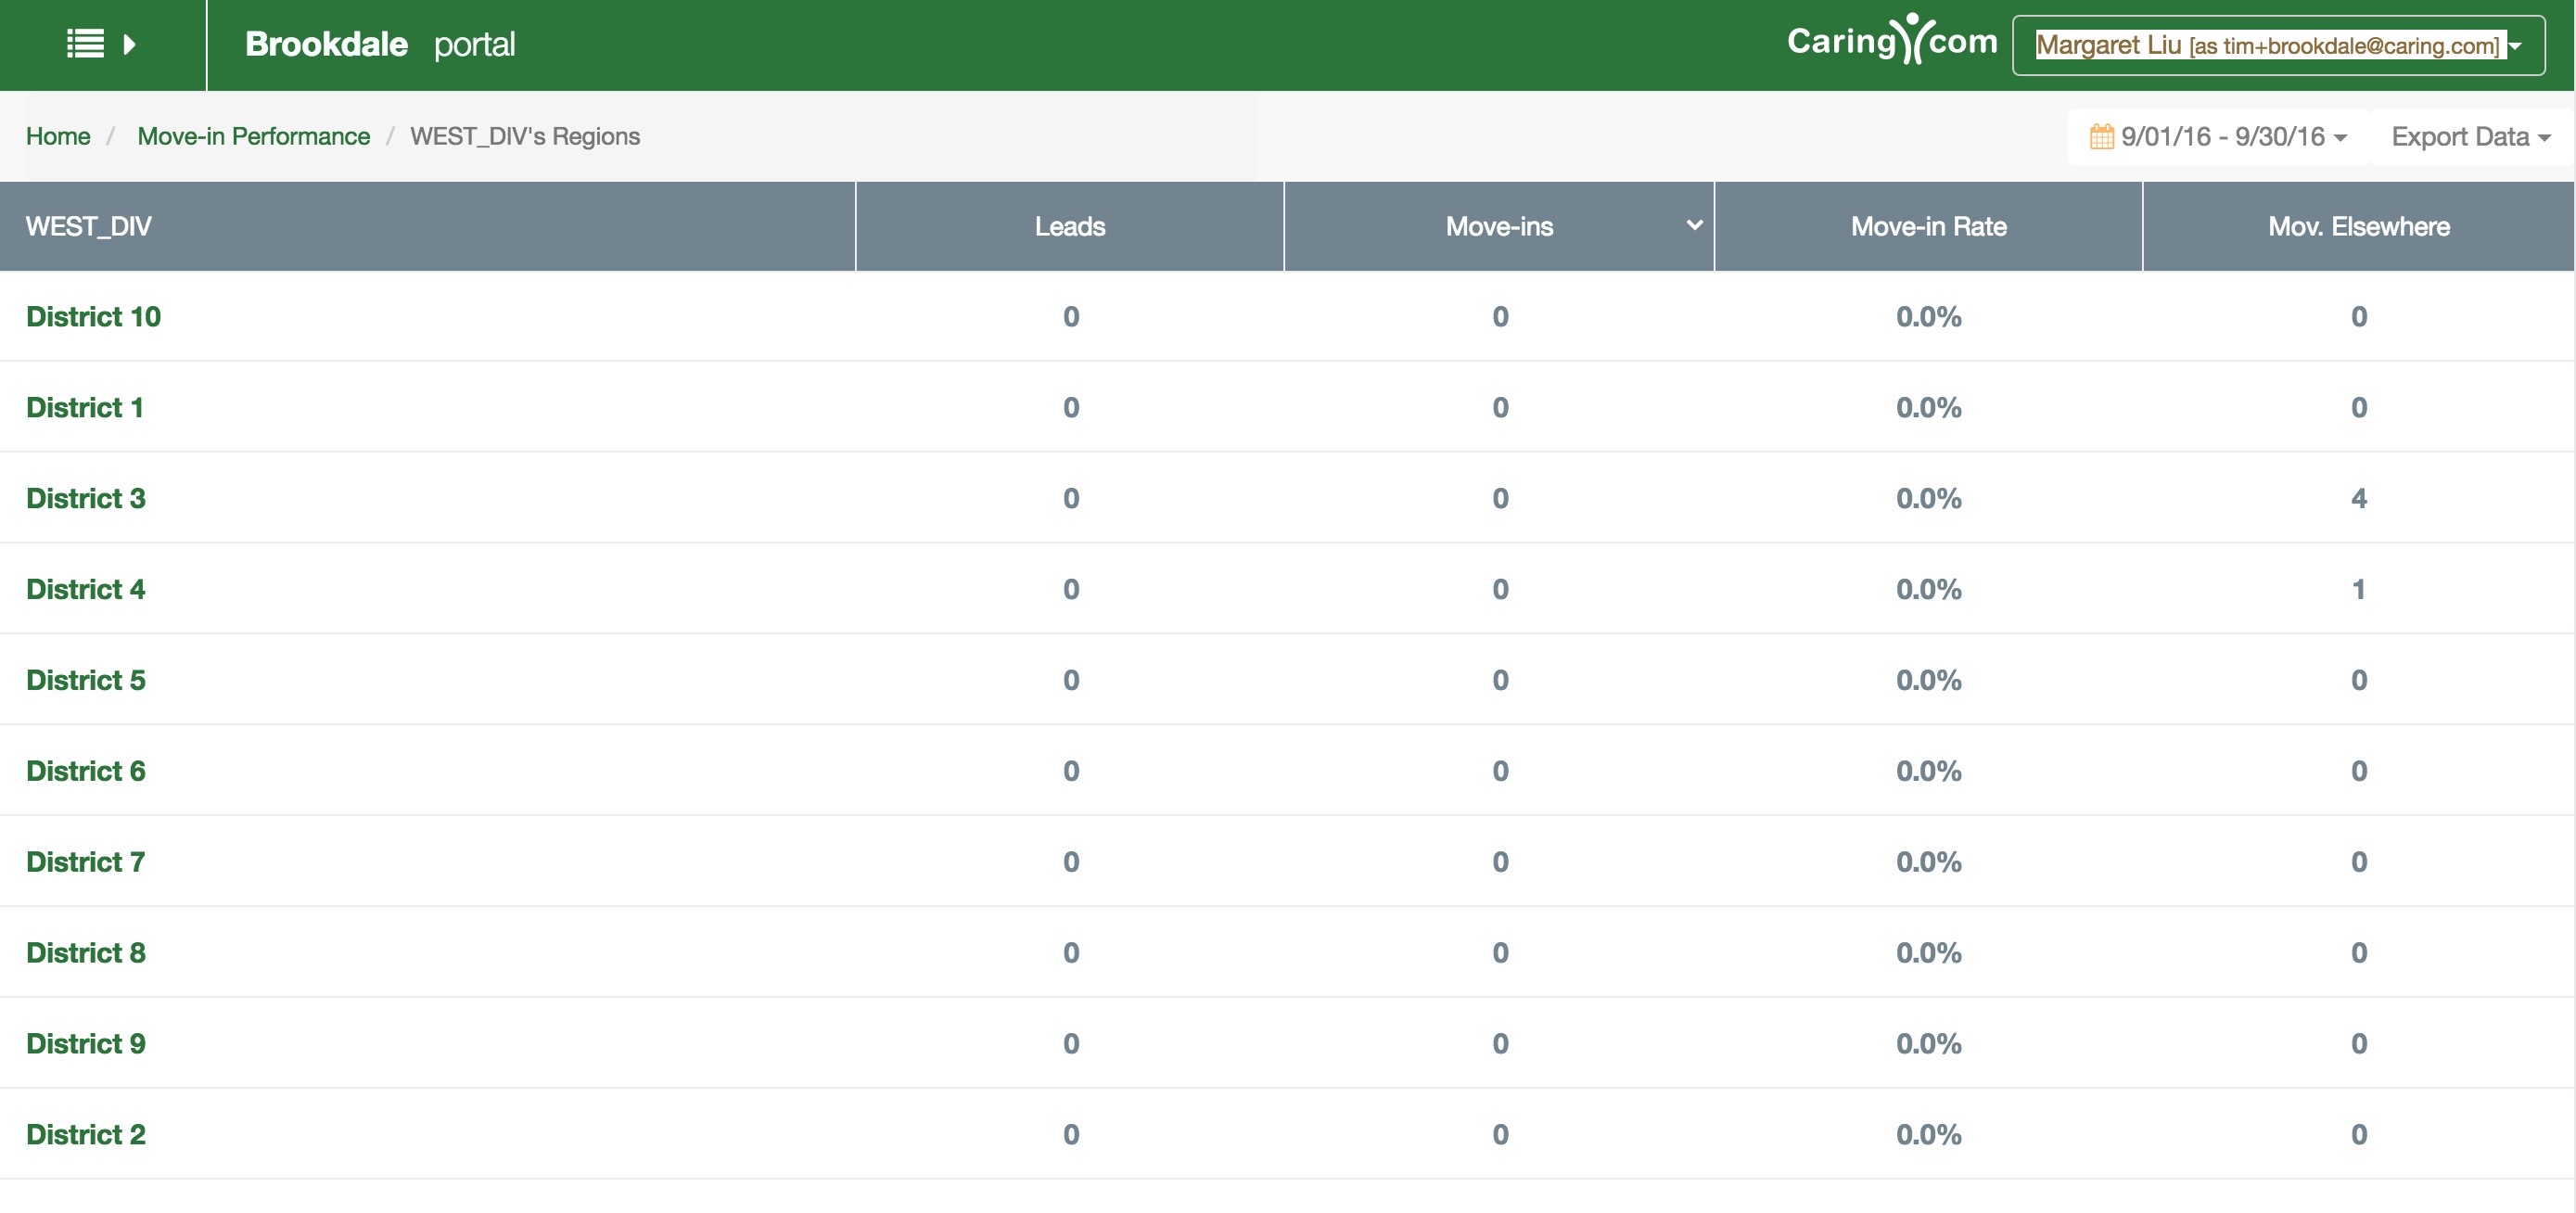 Brookdale portal Caring.com Margaret Liu [as tim+brookdale@caring.com]
Home / Move-in Performance / WEST_DIV's Regions 9/01/16 - 9/30/16 Export Data
WEST_DIV Leads Move-ins Move-in Rate Mov. Elsewhere
District 10 0 0 0.0% 0
District 1 0 0 0.0% 0
District 3 0 0 0.0% 4
District 4 0 0 0.0% 1
District 5 0 0 0.0% 0
District 6 0 0 0.0% 0
District 7 0 0 0.0% 0
District 8 0 0 0.0% 0
District 9 0 0 0.0% 0
District 2 0 0 0.0% 0